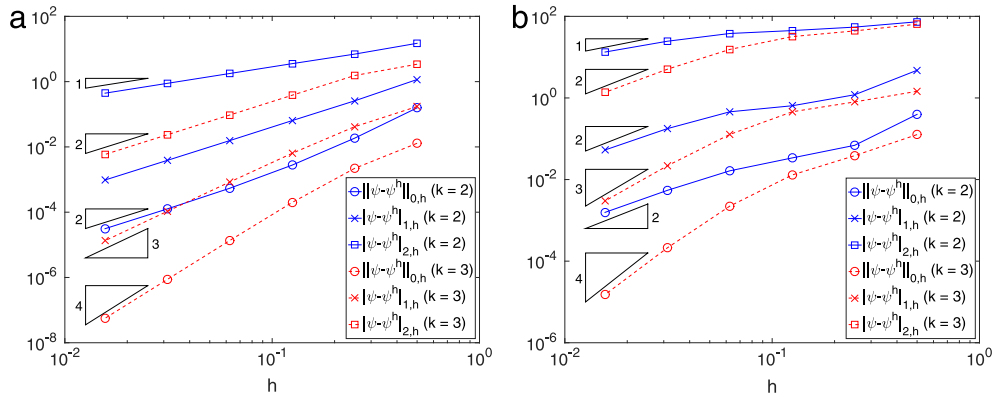 a
10^2
10^0
10^-2
10^-4
10^-6
10^-8
1
2
2
3
4
||ψ-ψ^h||_0,h (k = 2)
|ψ-ψ^h|_1,h (k = 2)
|ψ-ψ^h|_2,h (k = 2)
||ψ-ψ^h||_0,h (k = 3)
|ψ-ψ^h|_1,h (k = 3)
|ψ-ψ^h|_2,h (k = 3)
10^-2 10^-1 10^0
h
b
10^2
10^0
10^-2
10^-4
10^-6
1
2
2
3
2
4
||ψ-ψ^h||_0,h (k = 2)
|ψ-ψ^h|_1,h (k = 2)
|ψ-ψ^h|_2,h (k = 2)
||ψ-ψ^h||_0,h (k = 3)
|ψ-ψ^h|_1,h (k = 3)
|ψ-ψ^h|_2,h (k = 3)
10^-2 10^-1 10^0
h